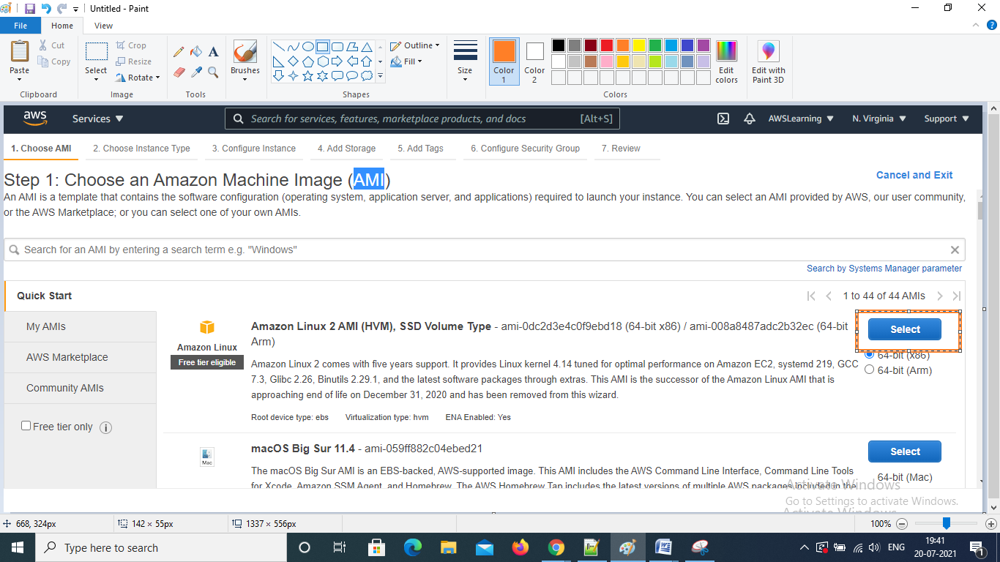 Untitled - Paint
File Home View
Paste
Cut
Copy
Clipboard
Select
Crop
Resize
Rotate
Image
A
Tools
Brushes
Outline
Fill
Shapes
Size
Color 1
Color 2
Edit colors
Colors
Edit with Paint 3D
aws Services Search for services, features, marketplace products, and docs [Alt+S] AWSLearning N. Virginia Support
1. Choose AMI 2. Choose Instance Type 3. Configure Instance 4. Add Storage 5. Add Tags 6. Configure Security Group 7. Review
Step 1: Choose an Amazon Machine Image (AMI)
Cancel and Exit
An AMI is a template that contains the software configuration (operating system, application server, and applications) required to launch your instance. You can select an AMI provided by AWS, our user community,
or the AWS Marketplace; or you can select one of your own AMIs.
Search for an AMI by entering a search term e.g. "Windows"
Search by Systems Manager parameter
Quick Start
1 to 44 of 44 AMIs
My AMIs
AWS Marketplace
Community AMIs
Free tier only i
Amazon Linux
Free tier eligible
Amazon Linux 2 AMI (HVM), SSD Volume Type - ami-0dc2d3e4c0f9ebd18 (64-bit x86) / ami-008a8487adc2b32ec (64-bit
Arm)
Amazon Linux 2 comes with five years support. It provides Linux kernel 4.14 tuned for optimal performance on Amazon EC2, systemd 219, GCC
7.3, Glibc 2.26, Binutils 2.29.1, and the latest software packages through extras. This AMI is the successor of the Amazon Linux AMI that is
approaching end of life on December 31, 2020 and has been removed from this wizard.
Root device type: ebs Virtualization type: hvm ENA Enabled: Yes
Select
64-bit (x86)
64-bit (Arm)
Mac
macOS Big Sur 11.4 - ami-059ff882c04ebed21
The macOS Big Sur AMI is an EBS-backed, AWS-supported image. This AMI includes the AWS Command Line Interface, Command Line Tools
for Xcode, Amazon SSM Agent, and Homebrew. The AWS Homebrew Tap includes the latest versions of multiple AWS packages included in the
Select
64-bit (Mac)
Activate Windows
Go to Settings to activate Windows.
Activate Windows
668, 324px 142 × 55px 1337 × 556px 100%
Type here to search
ENG
19:41
20-07-2021
1